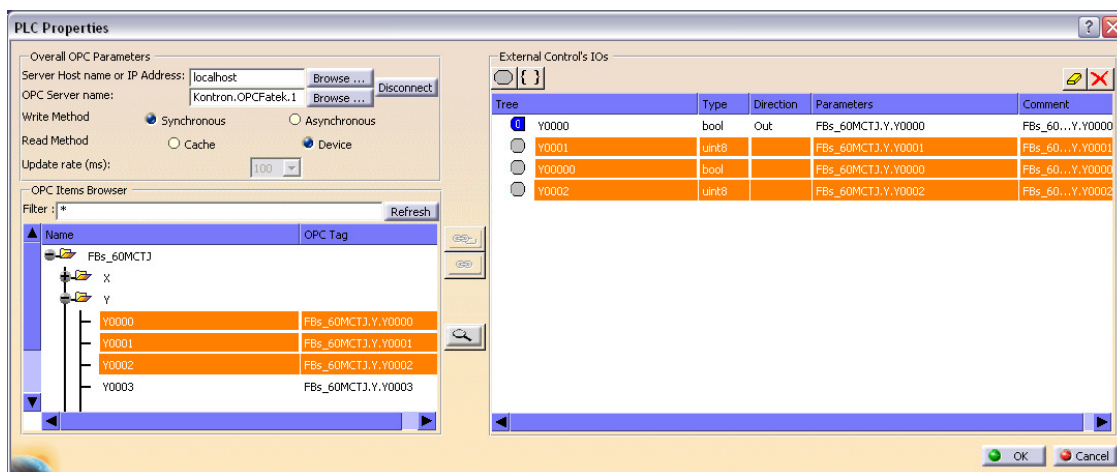 PLC Properties
Overall OPC Parameters
Server Host name or IP Address: localhost Browse ... Disconnect
OPC Server name: Kontron.OPCFatek.1 Browse ...
Write Method Synchronous Asynchronous
Read Method Cache Device
Update rate (ms): 100
OPC Items Browser
Filter : * Refresh
Name OPC Tag
FBs_60MCTJ
X
Y
Y0000 FBs_60MCTJ.Y.Y0000
Y0001 FBs_60MCTJ.Y.Y0001
Y0002 FBs_60MCTJ.Y.Y0002
Y0003 FBs_60MCTJ.Y.Y0003
External Control's IOs
{ }
Tree Type Direction Parameters Comment
0 Y0000 bool Out FBs_60MCTJ.Y.Y0000 FBs_60...Y.Y0000
Y0001 uint8 FBs_60MCTJ.Y.Y0001 FBs_60...Y.Y0001
Y00000 bool FBs_60MCTJ.Y.Y0000 FBs_60...Y.Y0000
Y0002 uint8 FBs_60MCTJ.Y.Y0002 FBs_60...Y.Y0002
OK Cancel